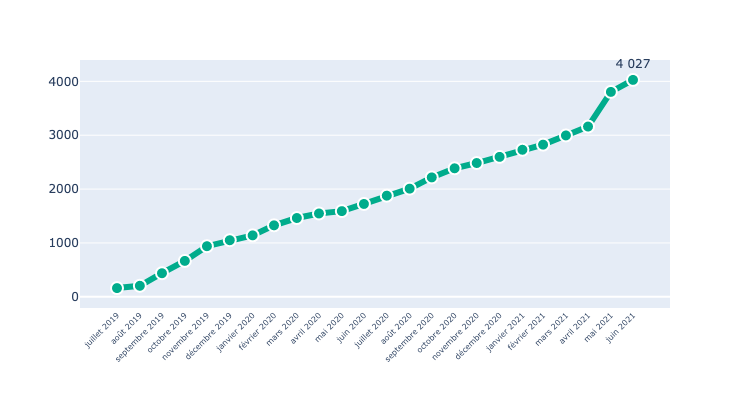 4 027
4000
3000
2000
1000
0
juillet 2019
août 2019
septembre 2019
octobre 2019
novembre 2019
décembre 2019
janvier 2020
février 2020
mars 2020
avril 2020
mai 2020
juin 2020
juillet 2020
août 2020
septembre 2020
octobre 2020
novembre 2020
décembre 2020
janvier 2021
février 2021
mars 2021
avril 2021
mai 2021
juin 2021